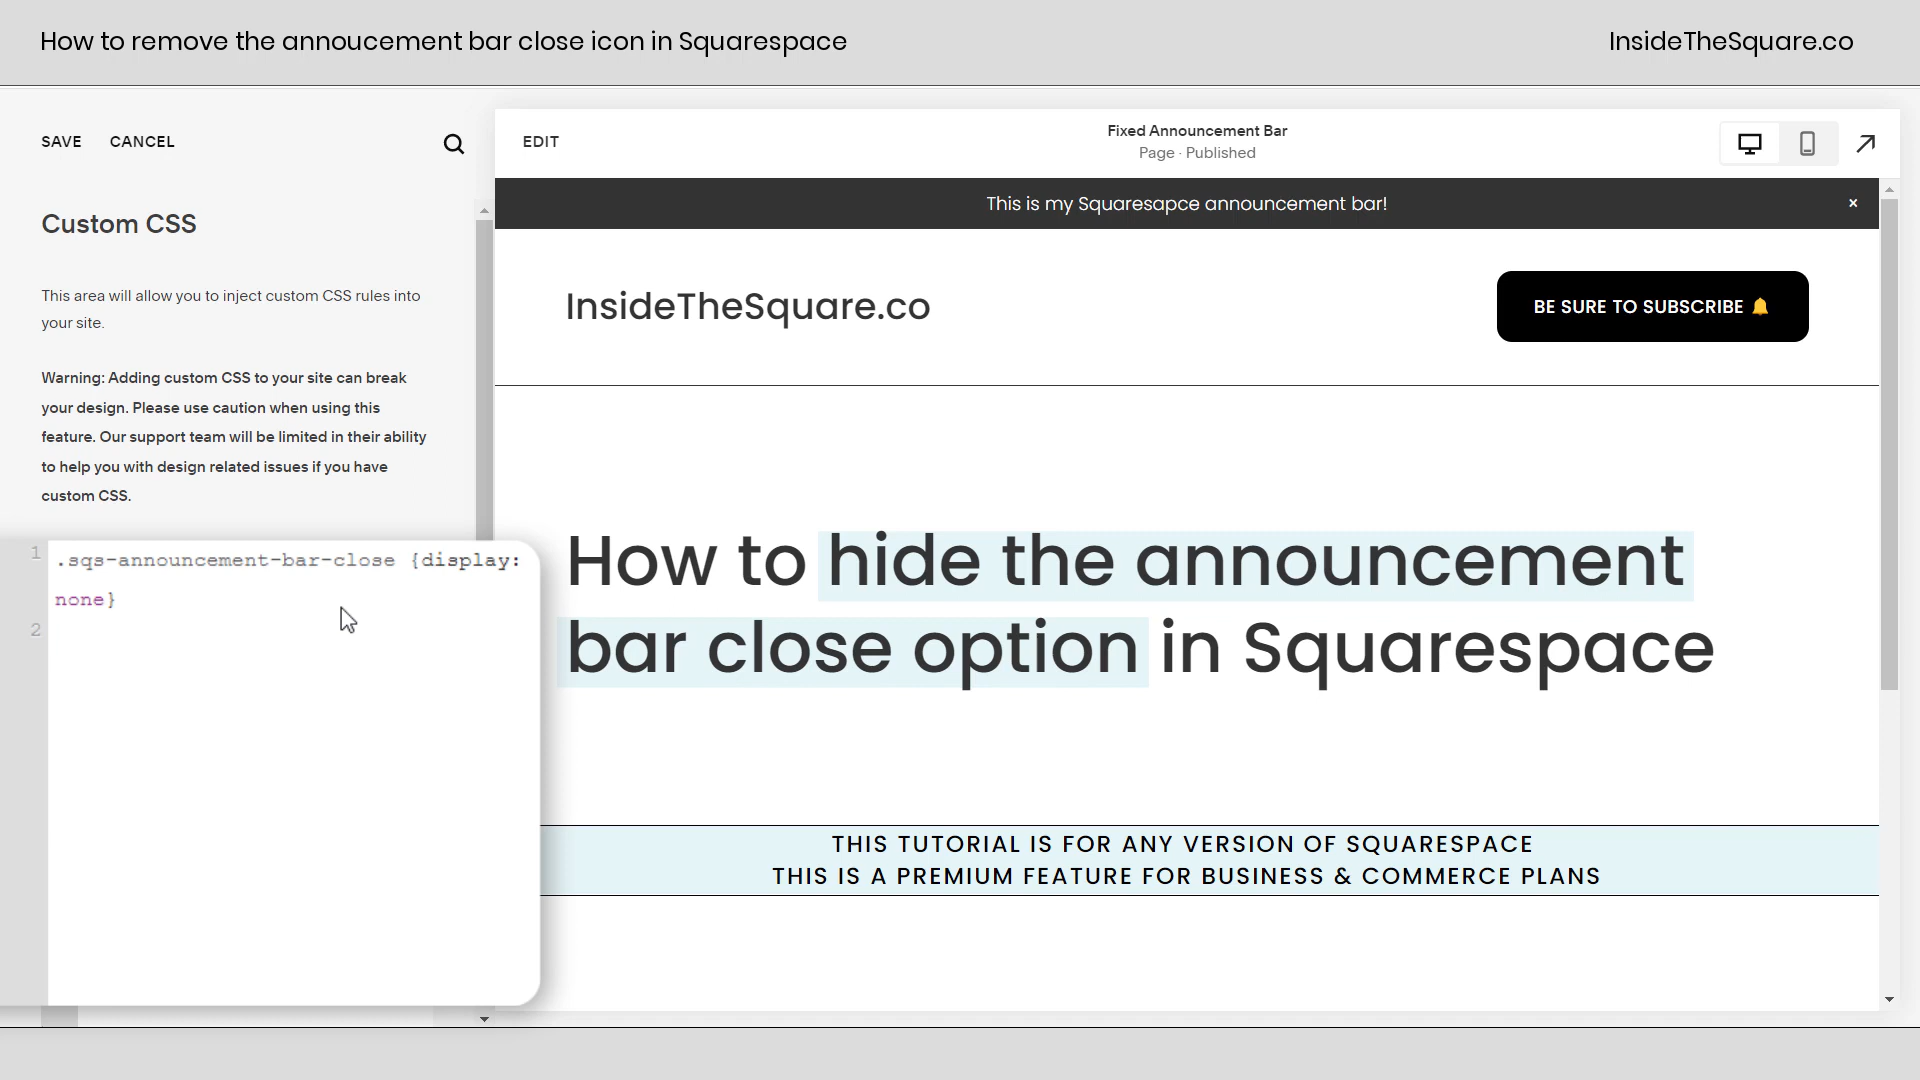 How to remove the annoucement bar close icon in Squarespace
InsideTheSquare.co
SAVE CANCEL
EDIT
Fixed Announcement Bar
Page · Published
Custom CSS
This area will allow you to inject custom CSS rules into
your site.
Warning: Adding custom CSS to your site can break
your design. Please use caution when using this
feature. Our support team will be limited in their ability
to help you with design related issues if you have
custom CSS.
1 .sqs-announcement-bar-close {display:
none}
2
This is my Squaresapce announcement bar! ×
InsideTheSquare.co
BE SURE TO SUBSCRIBE 🔔
How to hide the announcement
bar close option in Squarespace
THIS TUTORIAL IS FOR ANY VERSION OF SQUARESPACE
THIS IS A PREMIUM FEATURE FOR BUSINESS & COMMERCE PLANS